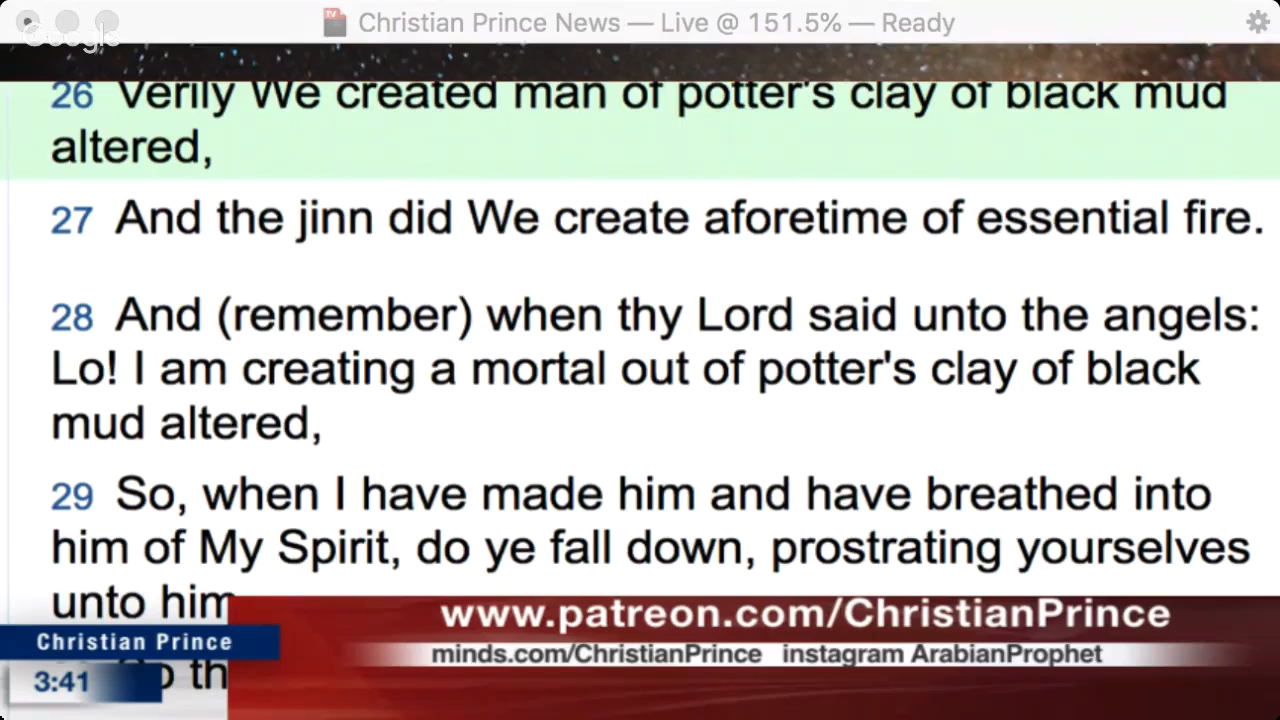 Christian Prince News — Live @ 151.5% — Ready
Google
26 Verily We created man of potter's clay of black mud
altered,
27 And the jinn did We create aforetime of essential fire.
28 And (remember) when thy Lord said unto the angels:
Lo! I am creating a mortal out of potter's clay of black
mud altered,
29 So, when I have made him and have breathed into
him of My Spirit, do ye fall down, prostrating yourselves
unto him
www.patreon.com/ChristianPrince
Christian Prince
minds.com/ChristianPrince instagram ArabianProphet
3:41